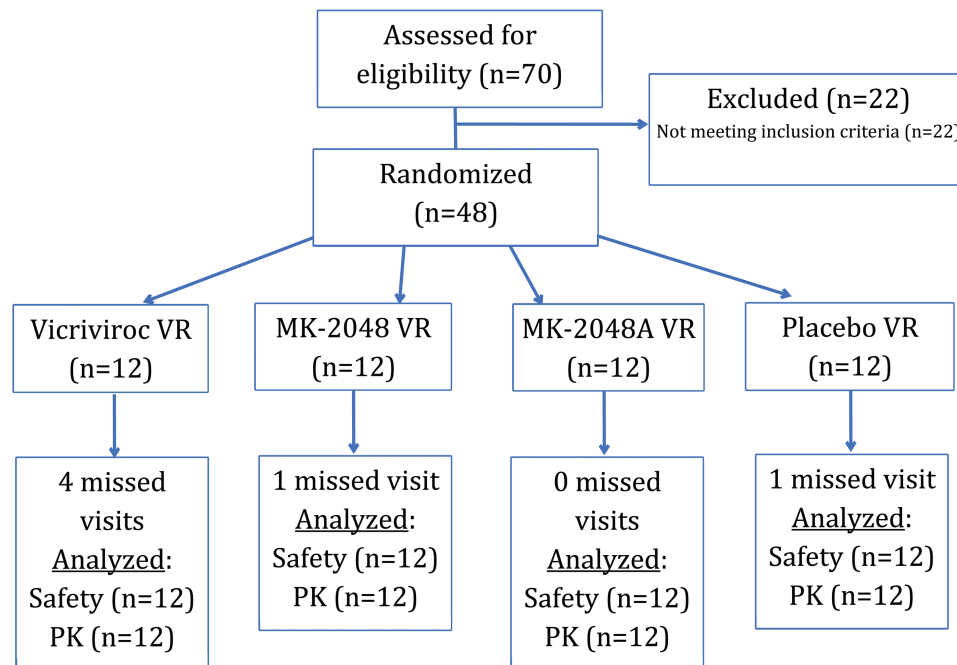 Assessed for
eligibility (n=70)
Excluded (n=22)
Not meeting inclusion criteria (n=22)
Randomized
(n=48)
Vicriviroc VR
(n=12)
MK-2048 VR
(n=12)
MK-2048A VR
(n=12)
Placebo VR
(n=12)
4 missed
visits
Analyzed:
Safety (n=12)
PK (n=12)
1 missed visit
Analyzed:
Safety (n=12)
PK (n=12)
0 missed
visits
Analyzed:
Safety (n=12)
PK (n=12)
1 missed visit
Analyzed:
Safety (n=12)
PK (n=12)